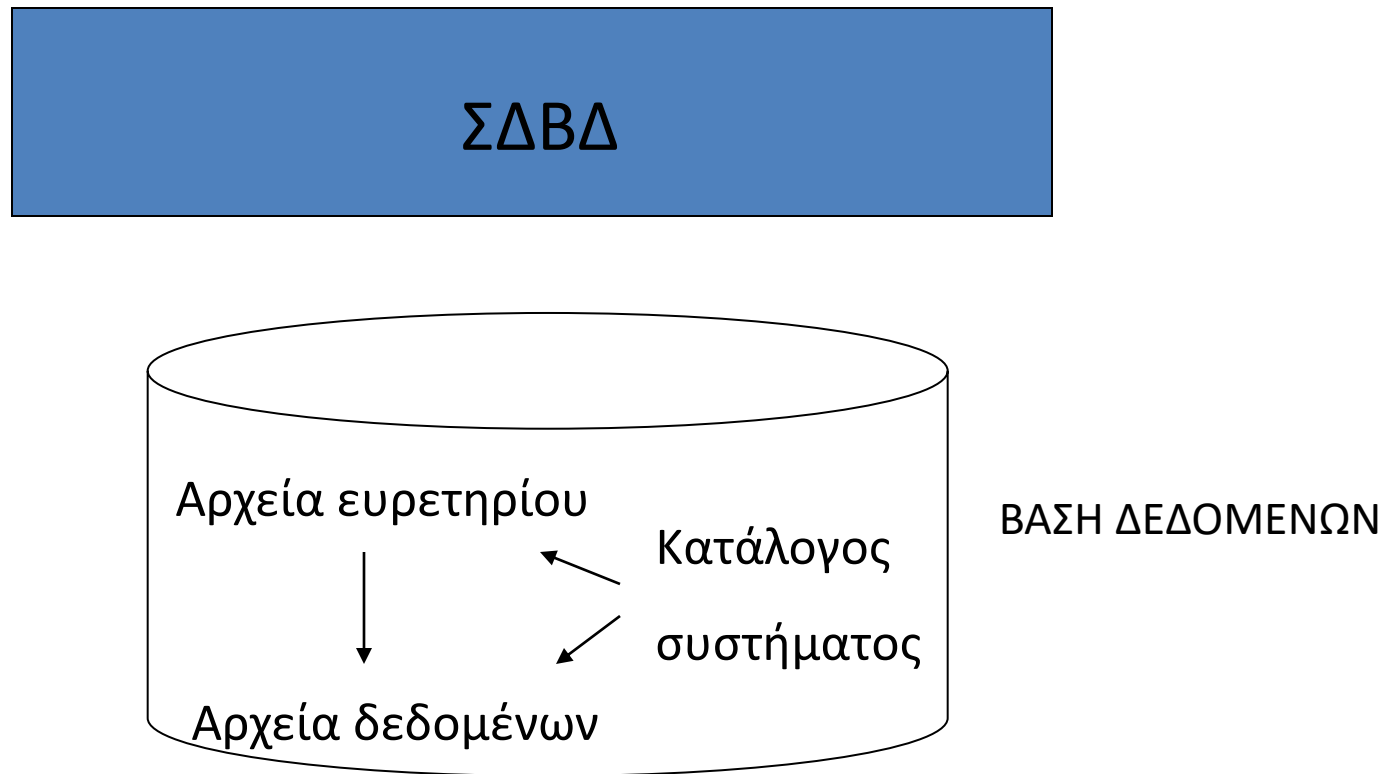 ΣΔΒΔ
Αρχεία ευρετηρίου
ΒΑΣΗ ΔΕΔΟΜΕΝΩΝ
Κατάλογος
συστήματος
Αρχεία δεδομένων